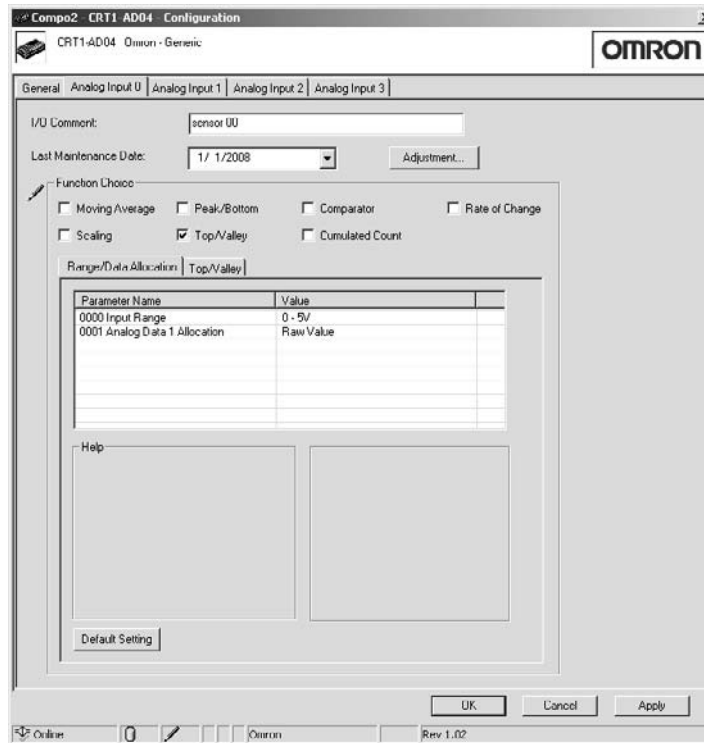 Compo2 - CRT1-AD04 - Configuration
CRT1-AD04 Omron - Generic
OMRON
General Analog Input 0 Analog Input 1 Analog Input 2 Analog Input 3
I/O Comment: sensor 00
Last Maintenance Date: 1/ 1/2008 Adjustment...
Function Choice
Moving Average Peak/Bottom Comparator Rate of Change
Scaling Top/Valley Cumulated Count
Range/Data Allocation Top/Valley
Parameter Name Value
0000 Input Range 0 - 5V
0001 Analog Data 1 Allocation Raw Value
Help
Default Setting
OK Cancel Apply
Online Omron Rev 1.02